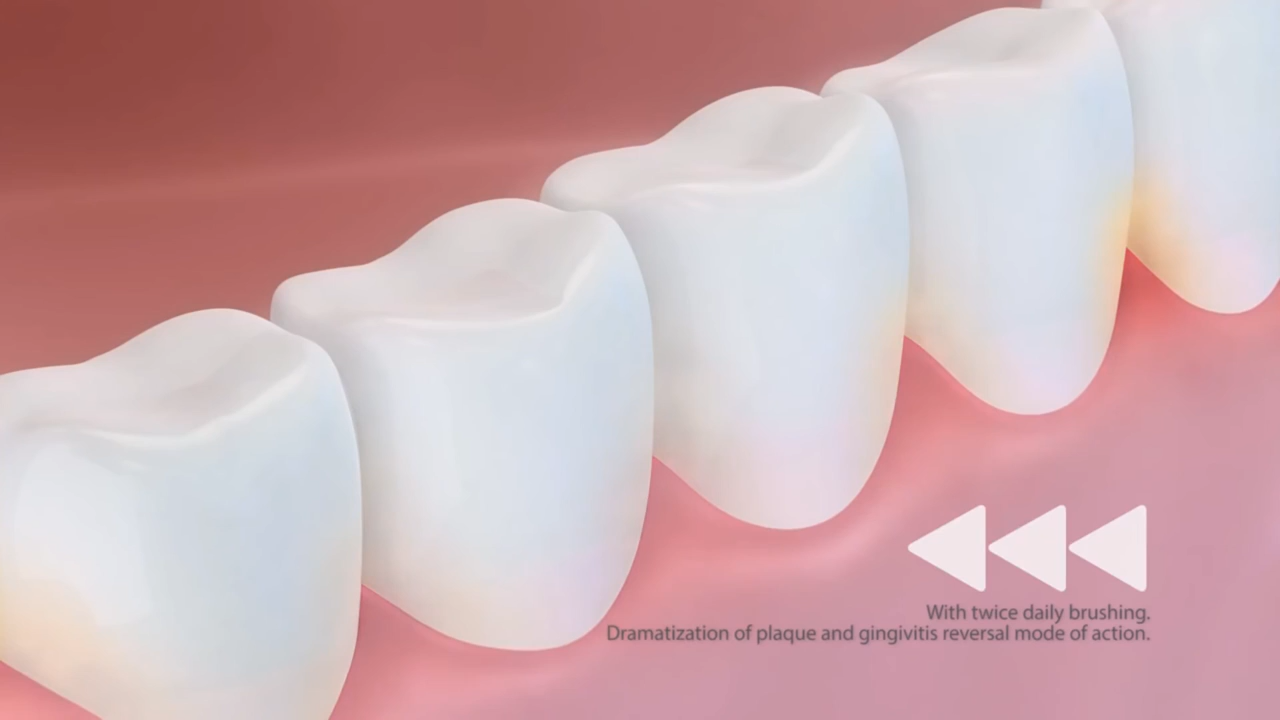 With twice daily brushing.
Dramatization of plaque and gingivitis reversal mode of action.